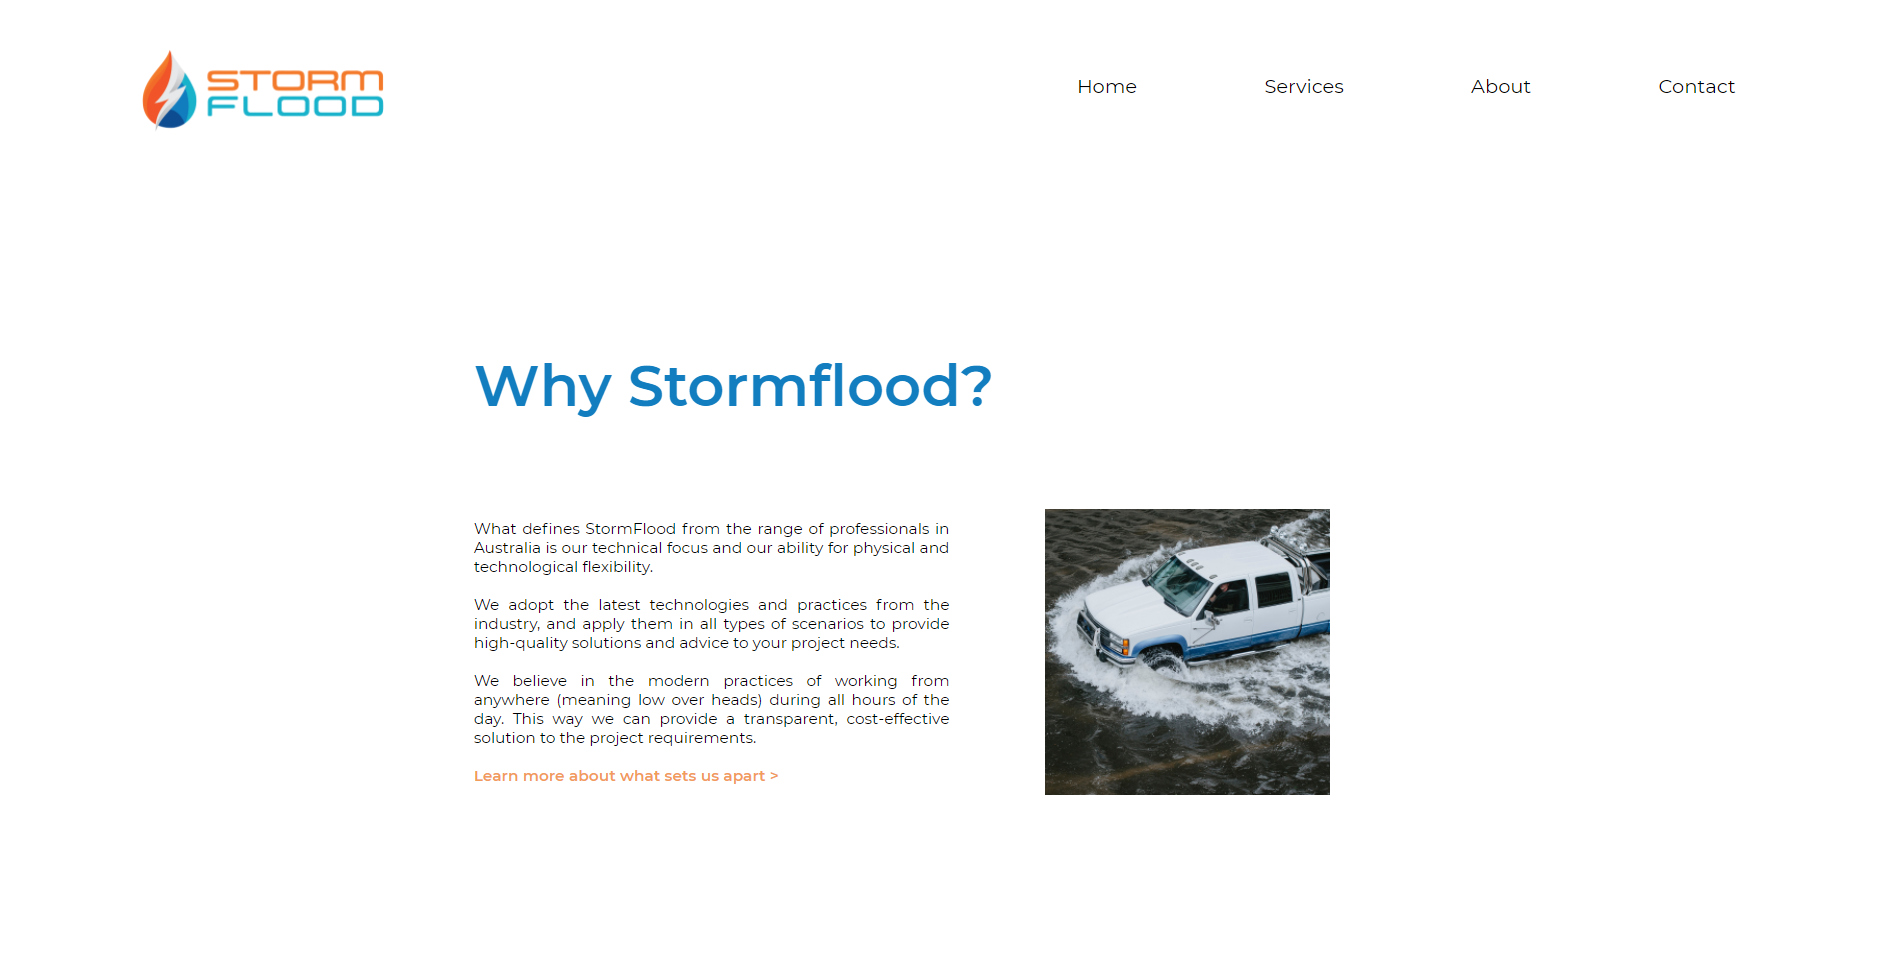 STORM
FLOOD
Home
Services
About
Contact
Why Stormflood?
What defines StormFlood from the range of professionals in
Australia is our technical focus and our ability for physical and
technological flexibility.
We adopt the latest technologies and practices from the
industry, and apply them in all types of scenarios to provide
high-quality solutions and advice to your project needs.
We believe in the modern practices of working from
anywhere (meaning low over heads) during all hours of the
day. This way we can provide a transparent, cost-effective
solution to the project requirements.
Learn more about what sets us apart >